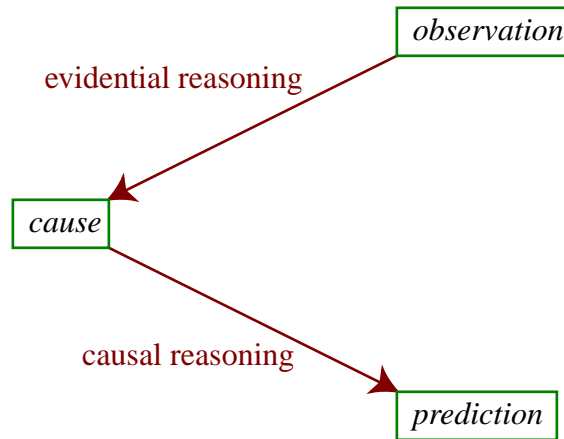 observation
evidential reasoning
cause
causal reasoning
prediction